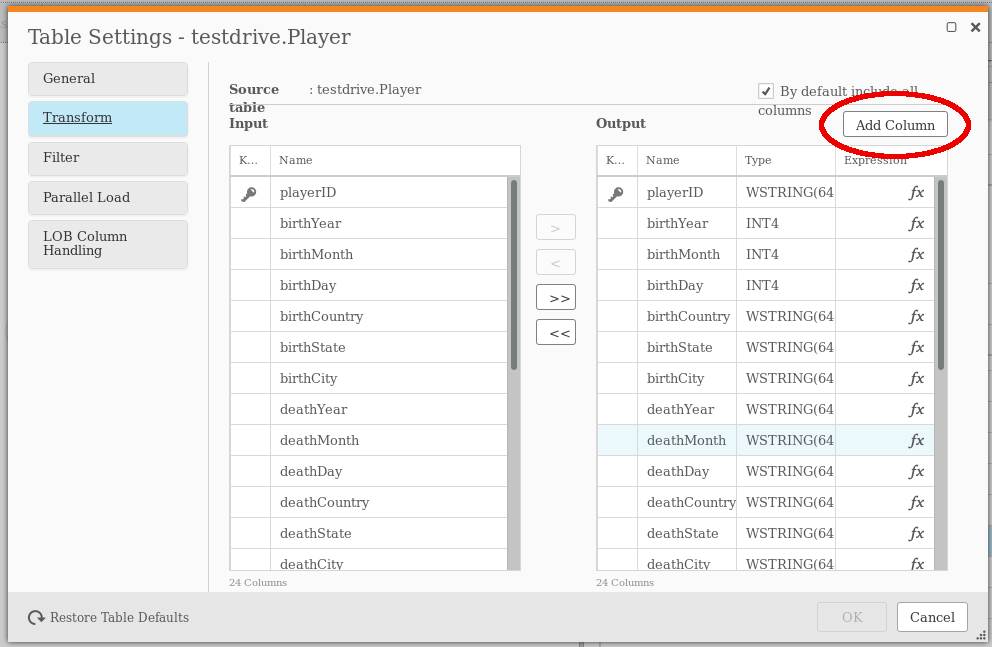 Table Settings - testdrive.Player
General
Transform
Filter
Parallel Load
LOB Column
Handling
Source table : testdrive.Player
By default include all columns
Input
Output
Add Column
K... Name
playerID
birthYear
birthMonth
birthDay
birthCountry
birthState
birthCity
deathYear
deathMonth
deathDay
deathCountry
deathState
deathCity
24 Columns
>
<
>>
<<
K... Name Type Expression
playerID WSTRING(64 fx
birthYear INT4 fx
birthMonth INT4 fx
birthDay INT4 fx
birthCountry WSTRING(64 fx
birthState WSTRING(64 fx
birthCity WSTRING(64 fx
deathYear WSTRING(64 fx
deathMonth WSTRING(64 fx
deathDay WSTRING(64 fx
deathCountry WSTRING(64 fx
deathState WSTRING(64 fx
deathCity WSTRING(64 fx
24 Columns
Restore Table Defaults
OK
Cancel